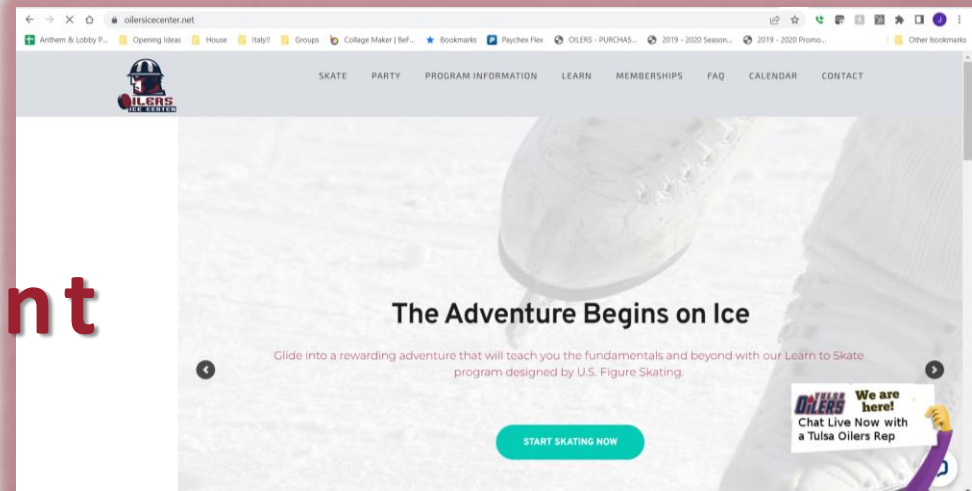 oilersicecenter.net
Anthem & Lobby P... Opening Ideas House Italy!! Groups Collage Maker | BeF... Bookmarks Paychex Flex OILERS - PURCHAS... 2019 - 2020 Season... 2019 - 2020 Promo... Other bookmarks
OILERS
ICE CENTER
SKATE PARTY PROGRAM INFORMATION LEARN MEMBERSHIPS FAQ CALENDAR CONTACT
nt
The Adventure Begins on Ice
Glide into a rewarding adventure that will teach you the fundamentals and beyond with our Learn to Skate
program designed by U.S. Figure Skating.
START SKATING NOW
TULSA
OILERS
We are
here!
Chat Live Now with
a Tulsa Oilers Rep